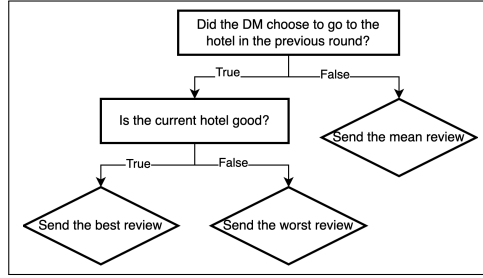 Did the DM choose to go to the
hotel in the previous round?
True
False
Is the current hotel good?
Send the mean review
True
False
Send the best review
Send the worst review